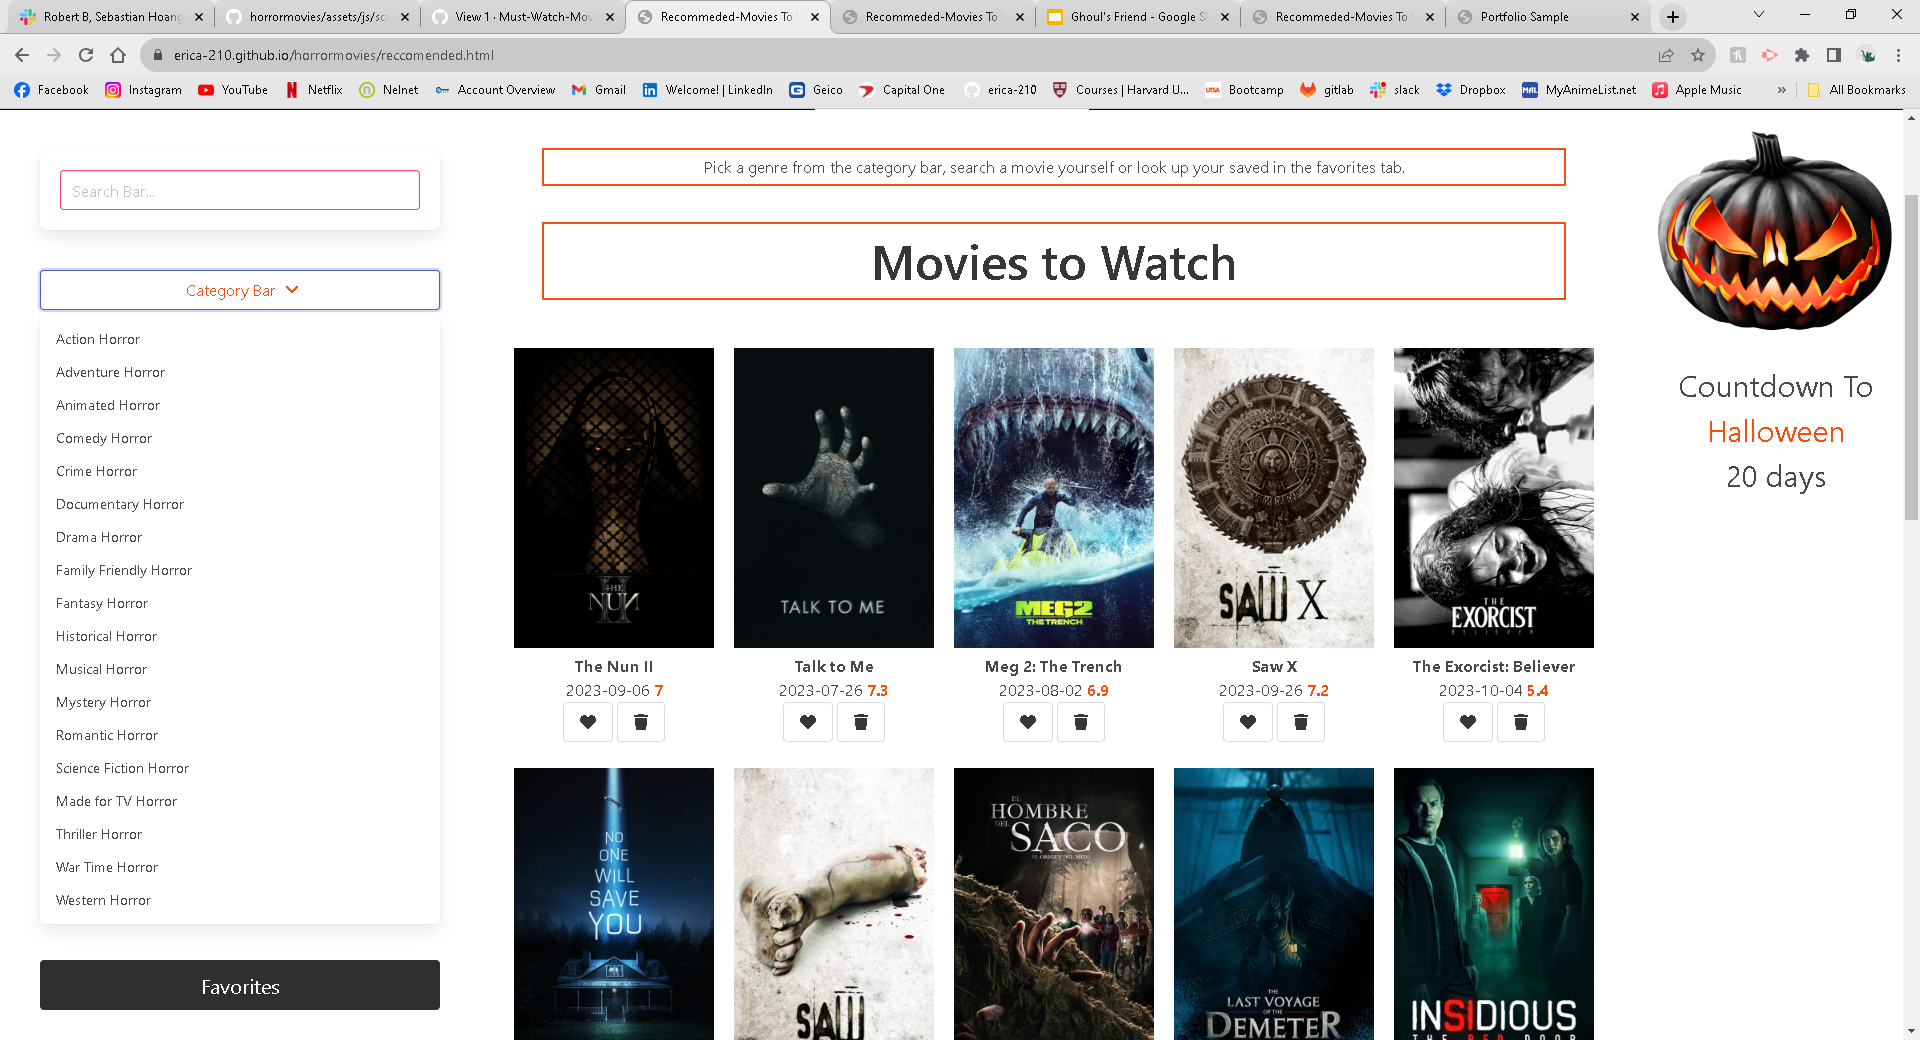 Robert B, Sebastian Hoang
horrormovies/assets/js/sc
View 1 · Must-Watch-Mov
Recommeded-Movies To
Recommeded-Movies To
Ghoul's Friend - Google Sl
Recommeded-Movies To
Portfolio Sample
erica-210.github.io/horrormovies/reccomended.html
Facebook
Instagram
YouTube
Netflix
Nelnet
Account Overview
Gmail
Welcome! | LinkedIn
Geico
Capital One
erica-210
Courses | Harvard U...
Bootcamp
gitlab
slack
Dropbox
MyAnimeList.net
Apple Music
»
All Bookmarks
Search Bar...
Category Bar
Action Horror
Adventure Horror
Animated Horror
Comedy Horror
Crime Horror
Documentary Horror
Drama Horror
Family Friendly Horror
Fantasy Horror
Historical Horror
Musical Horror
Mystery Horror
Romantic Horror
Science Fiction Horror
Made for TV Horror
Thriller Horror
War Time Horror
Western Horror
Favorites
Pick a genre from the category bar, search a movie yourself or look up your saved in the favorites tab.
Movies to Watch
THE
NUN
II
TALK TO ME
MEG2
THE TRENCH
SAW X
THE
EXORCIST
BELIEVER
The Nun II
2023-09-06 7
Talk to Me
2023-07-26 7.3
Meg 2: The Trench
2023-08-02 6.9
Saw X
2023-09-26 7.2
The Exorcist: Believer
2023-10-04 5.4
NO
ONE
WILL
SAVE
YOU
SAW
EL
HOMBRE
DEL
SACO
EL ORIGEN DEL MITO
THE
LAST VOYAGE
OF THE
DEMETER
INSIDIOUS
THE RED DOOR
Countdown To
Halloween
20 days